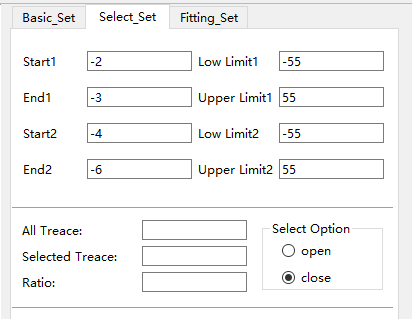 Basic_Set Select_Set Fitting_Set
Start1 -2 Low Limit1 -55
End1 -3 Upper Limit1 55
Start2 -4 Low Limit2 -55
End2 -6 Upper Limit2 55
All Treace: Select Option
open
Selected Treace:
Ratio: close